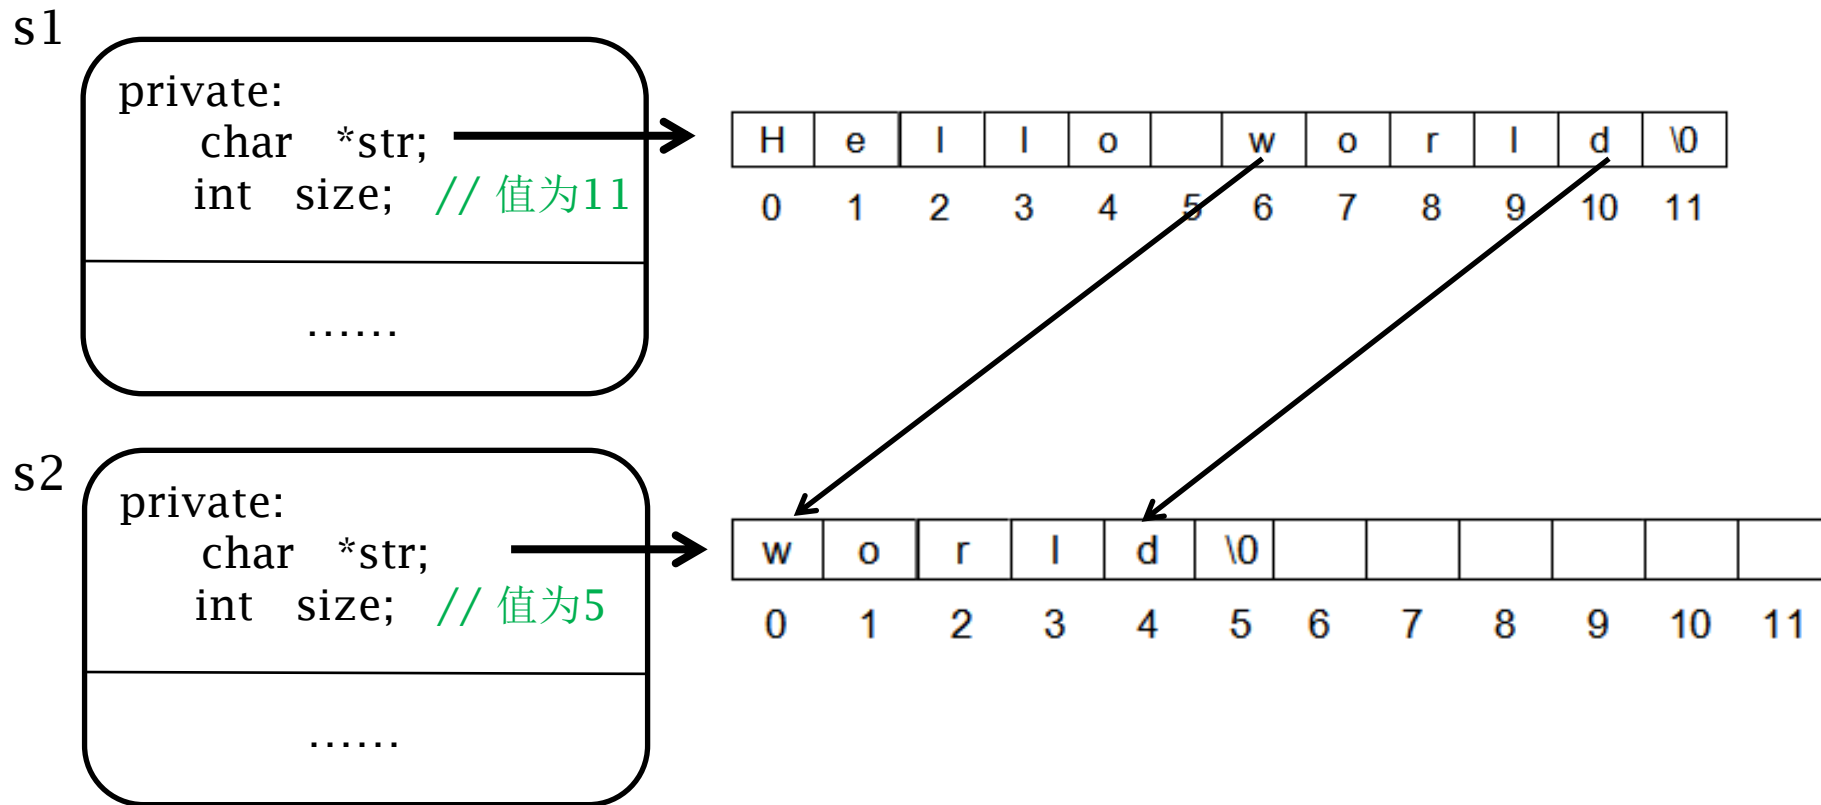 s1
private:
char *str;
int size; // 值为11
......
H e l l o w o r l d \0
0 1 2 3 4 5 6 7 8 9 10 11
s2
private:
char *str;
int size; // 值为5
......
w o r l d \0
0 1 2 3 4 5 6 7 8 9 10 11